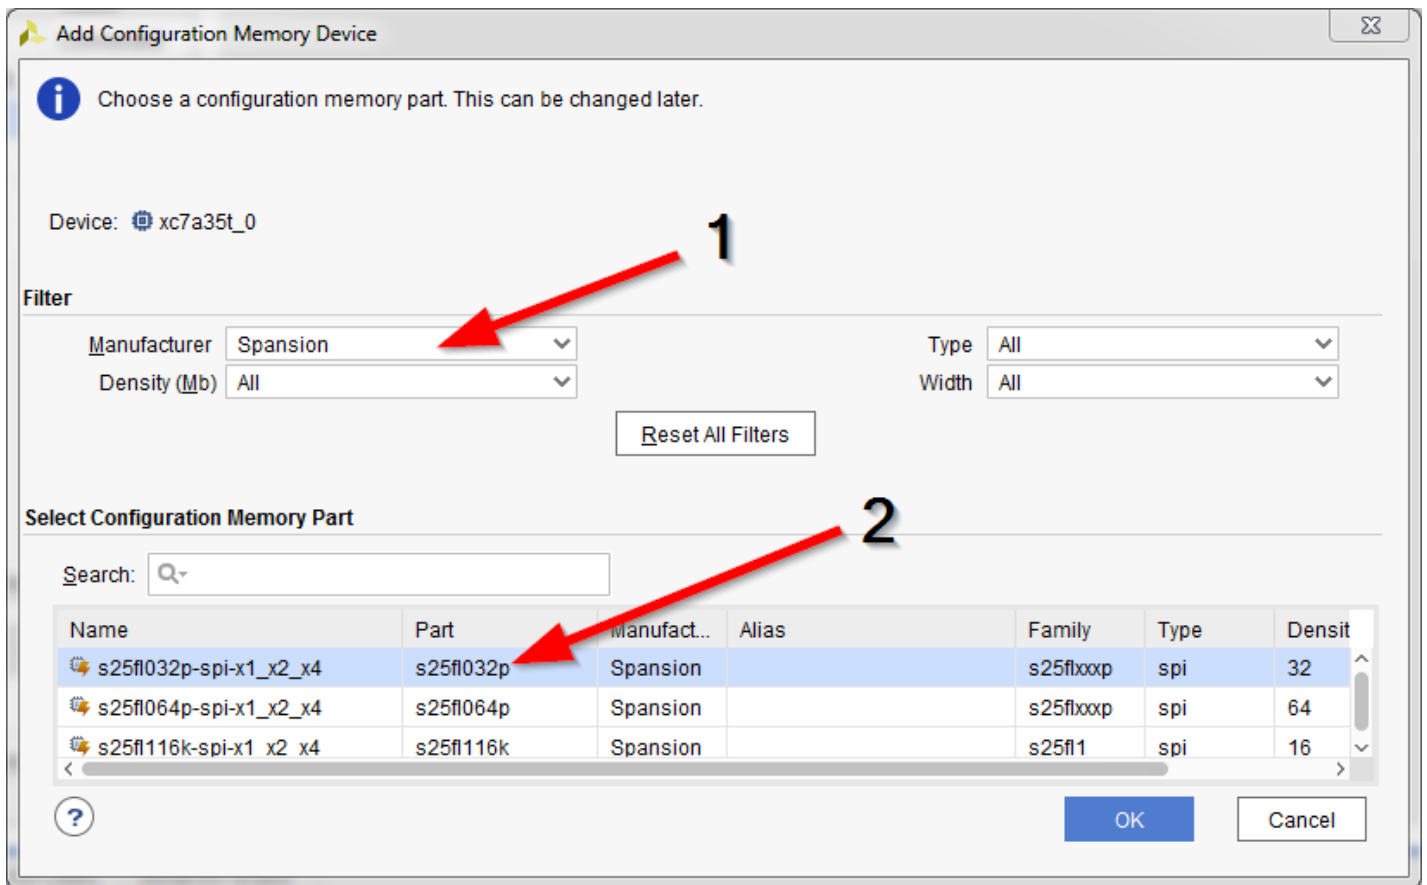 Add Configuration Memory Device
Choose a configuration memory part. This can be changed later.
Device: xc7a35t_0
1
Filter
Manufacturer Spansion Type All
Density (Mb) All Width All
Reset All Filters
2
Select Configuration Memory Part
Search:
Name Part Manufact... Alias Family Type Densit
s25fl032p-spi-x1_x2_x4 s25fl032p Spansion s25flxxxp spi 32
s25fl064p-spi-x1_x2_x4 s25fl064p Spansion s25flxxxp spi 64
s25fl116k-spi-x1_x2_x4 s25fl116k Spansion s25fl1 spi 16
? OK Cancel